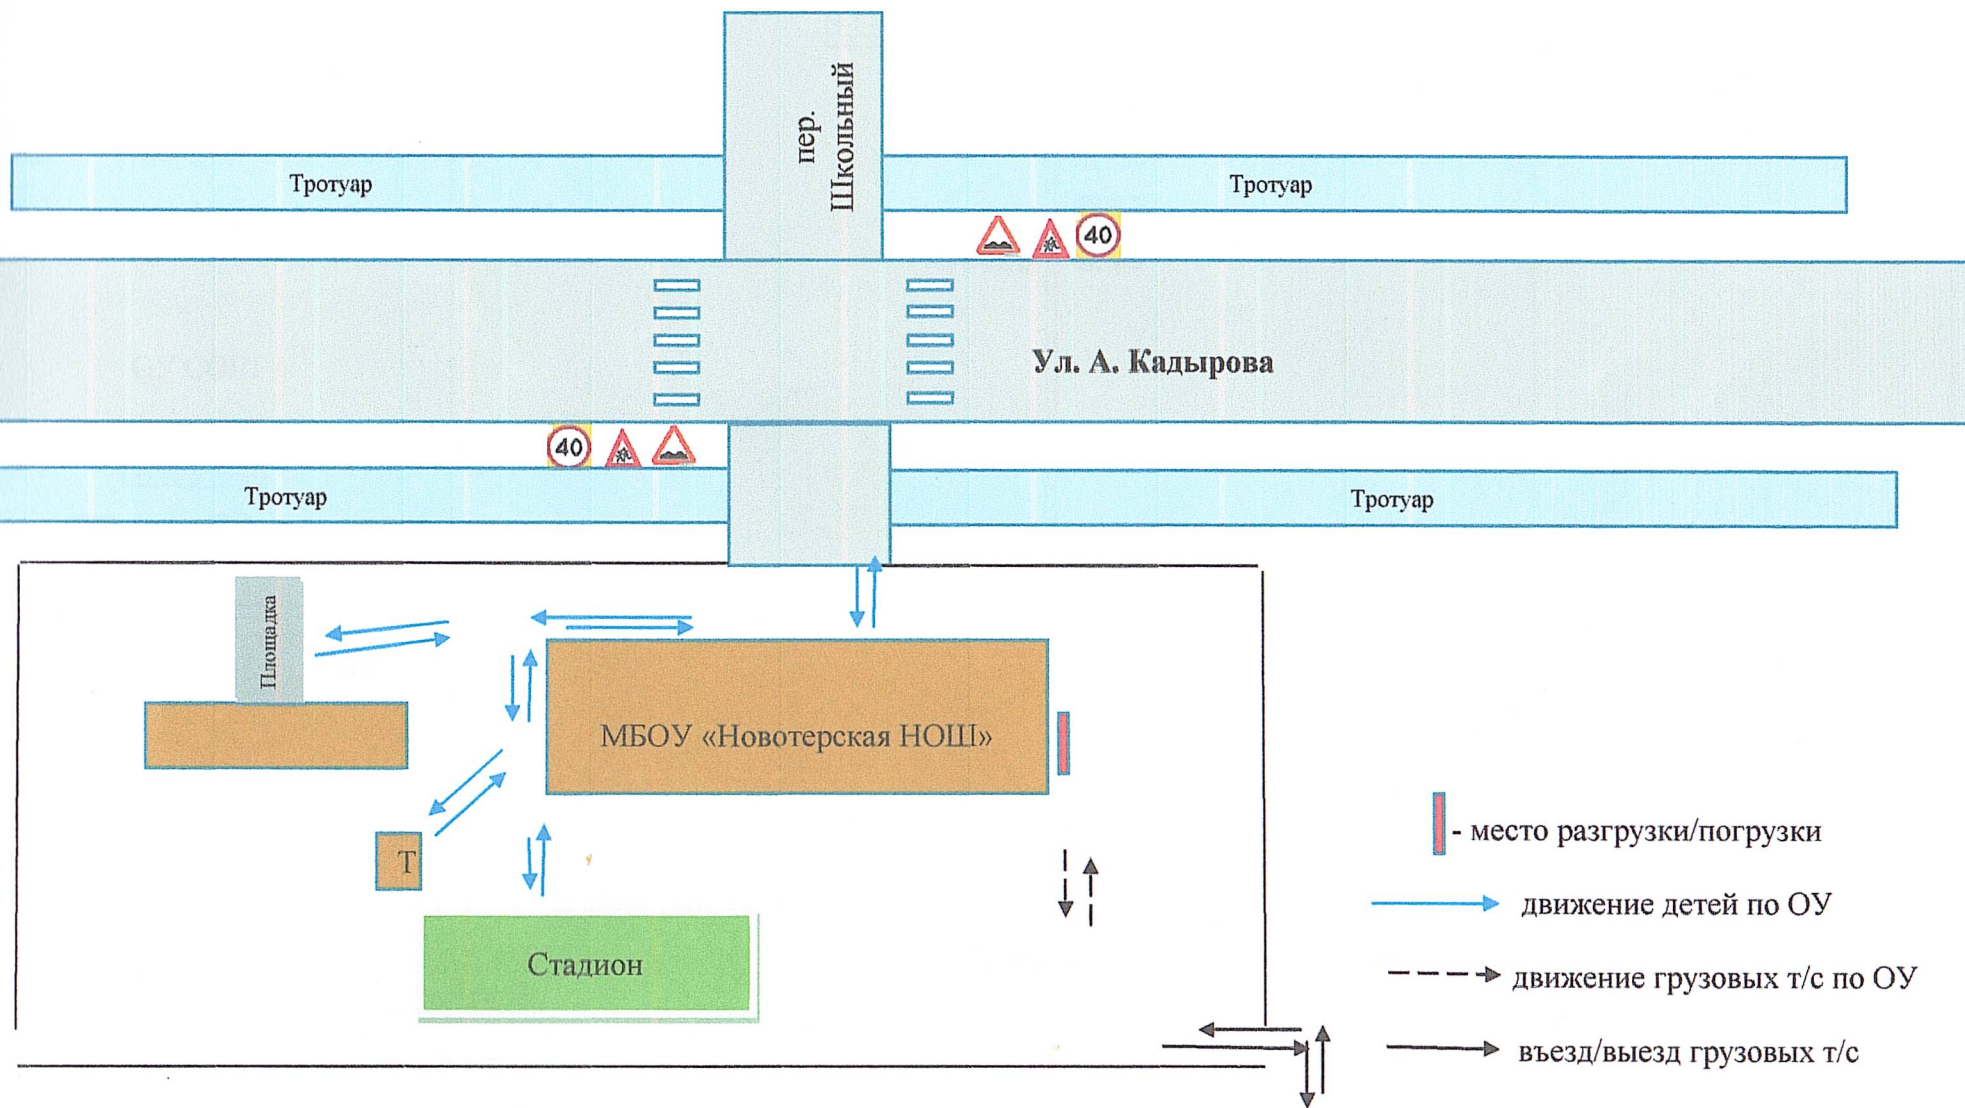 пер.
Школьный
Тротуар
Тротуар
40
Ул. А. Кадырова
40
Тротуар
Тротуар
Площадка
МБОУ «Новотерская НОШ»
Т
Стадион
- место разгрузки/погрузки
движение детей по ОУ
движение грузовых т/с по ОУ
въезд/выезд грузовых т/с